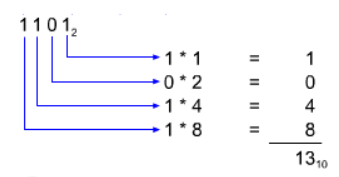 1101₂
1 * 1 = 1
0 * 2 = 0
1 * 4 = 4
1 * 8 = 8
13₁₀